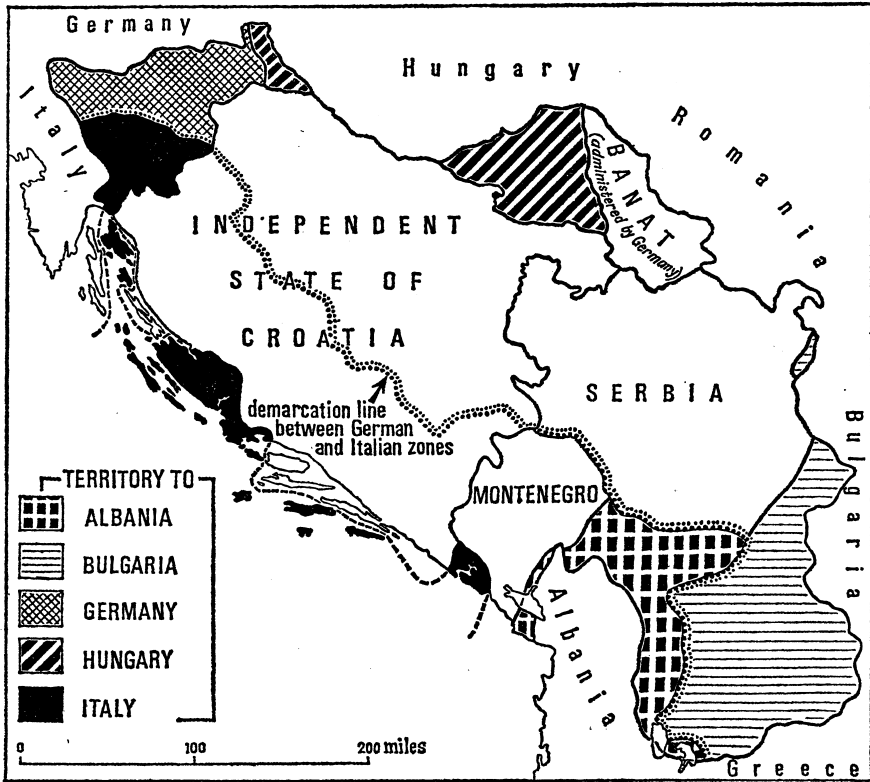 Germany
Italy
Hungary
Romania
BANAT
(administered by Germany)
INDEPENDENT
STATE OF
CROATIA
demarcation line
between German
and Italian zones
SERBIA
Bulgaria
MONTENEGRO
Albania
Greece
TERRITORY TO
ALBANIA
BULGARIA
GERMANY
HUNGARY
ITALY
0 100 200 miles